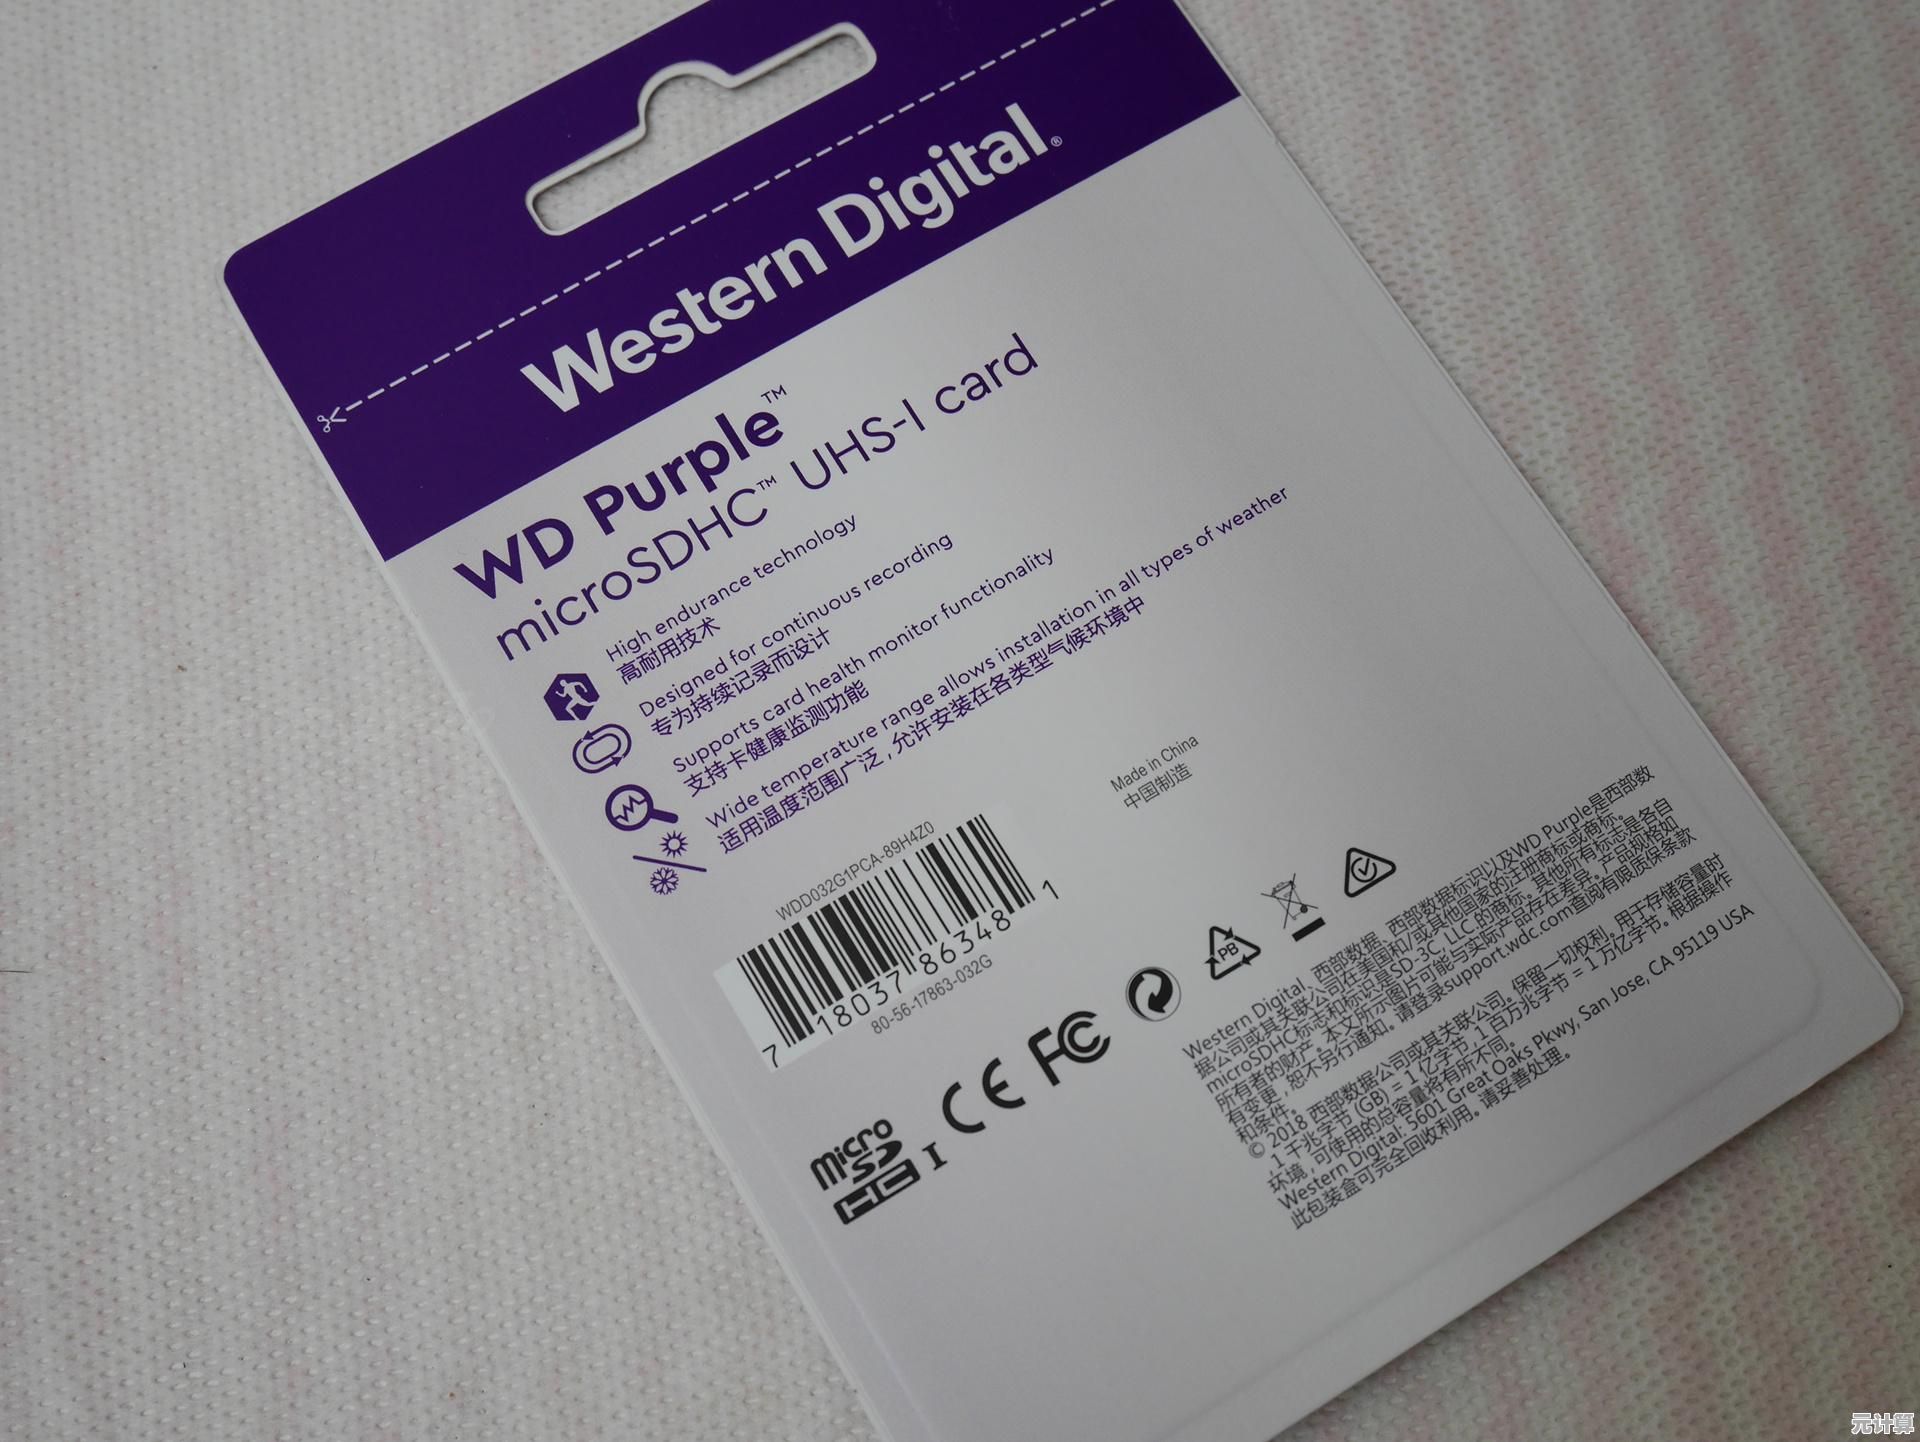 Western Digital®
WD Purple™
microSDHC™ UHS-I card
High endurance technology
高耐用技术
Designed for continuous recording
专为持续记录而设计
Supports card health monitor functionality
支持卡健康监测功能
Wide temperature range allows installation in all types of weather
适用温度范围广泛，允许安装在各类型气候环境中
Made in China
中国制造
WDD032G1PCA-89H4Z0
7 18037 86348 1
80-56-17863-032G
micro
SD
HC I
CE FC
PB
Western Digital、西部数据、西部数据标识以及WD Purple是西部数
据公司或其关联公司在美国和/或其他国家的注册商标或商标。
microSDHC标志和标识是SD-3C, LLC.的商标。其他所有标志是各自
所有者的财产。本文所示图片可能与实际产品存在差异。产品规格如
有变更，恕不另行通知。请登录support.wdc.com查阅有限质保条款
和条件。
© 2018 西部数据公司或其关联公司。保留一切权利。用于存储容量时
1 千兆字节 (GB) = 1 亿字节，1 百万兆字节 = 1 万亿字节。根据操作
环境，可使用的总容量将有所不同。
Western Digital: 5601 Great Oaks Pkwy, San Jose, CA 95119 USA
此包装盒可完全回收利用。请妥善处理。
元计算